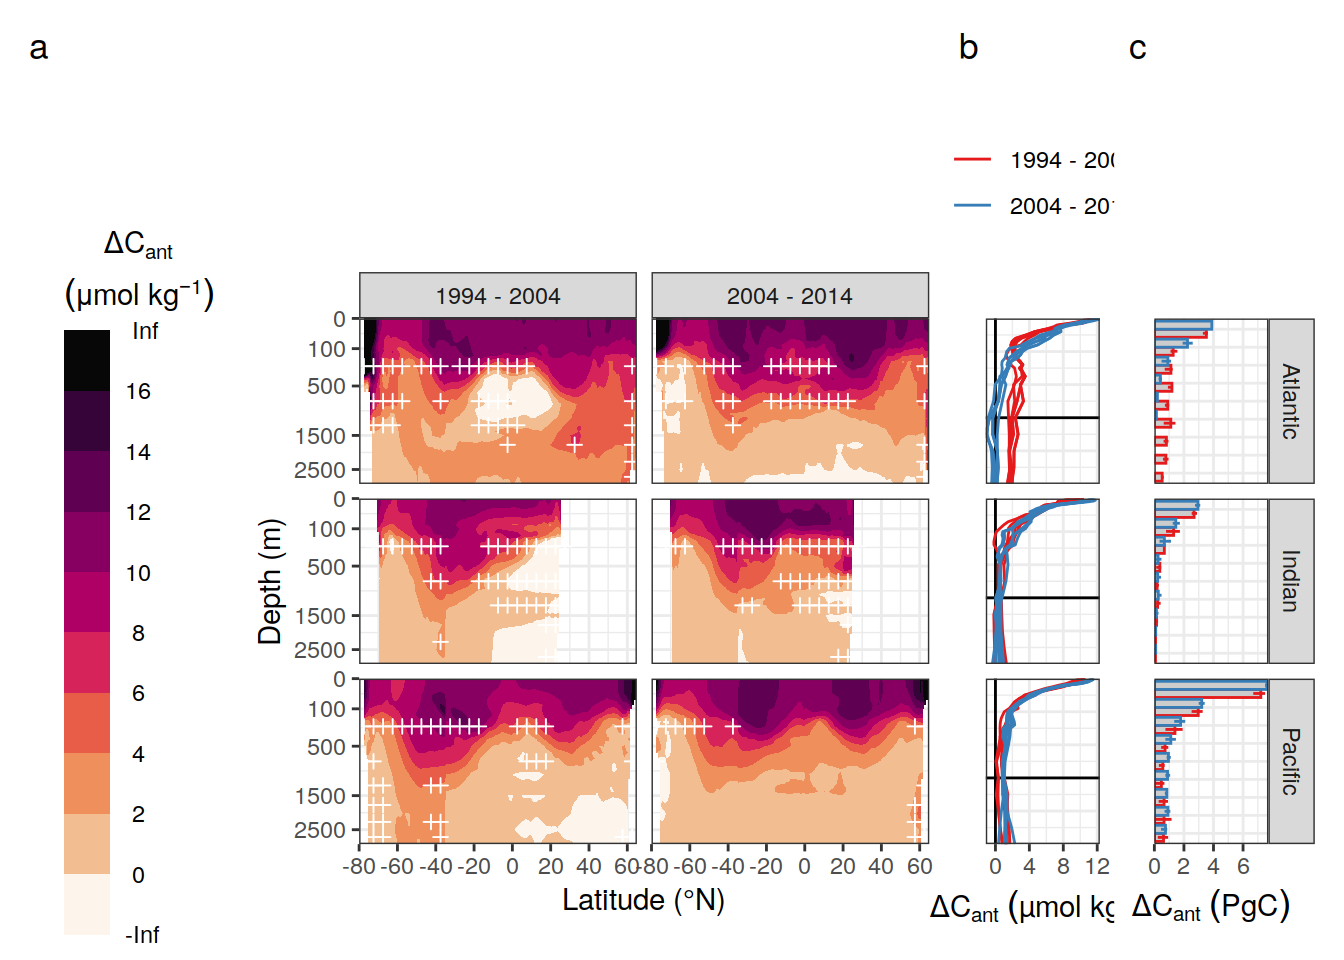 a
b
c
1994 - 200
2004 - 201
ΔCant
(μmol kg−1)
Inf
16
14
12
10
8
6
4
2
0
-Inf
1994 - 2004
2004 - 2014
Depth (m)
0
100
500
1500
2500
0
100
500
1500
2500
0
100
500
1500
2500
-80 -60 -40 -20 0 20 40 60
-80 -60 -40 -20 0 20 40 60
Latitude (°N)
0 4 8 12
ΔCant (μmol kg
Atlantic
Indian
Pacific
0 2 4 6
ΔCant (PgC)